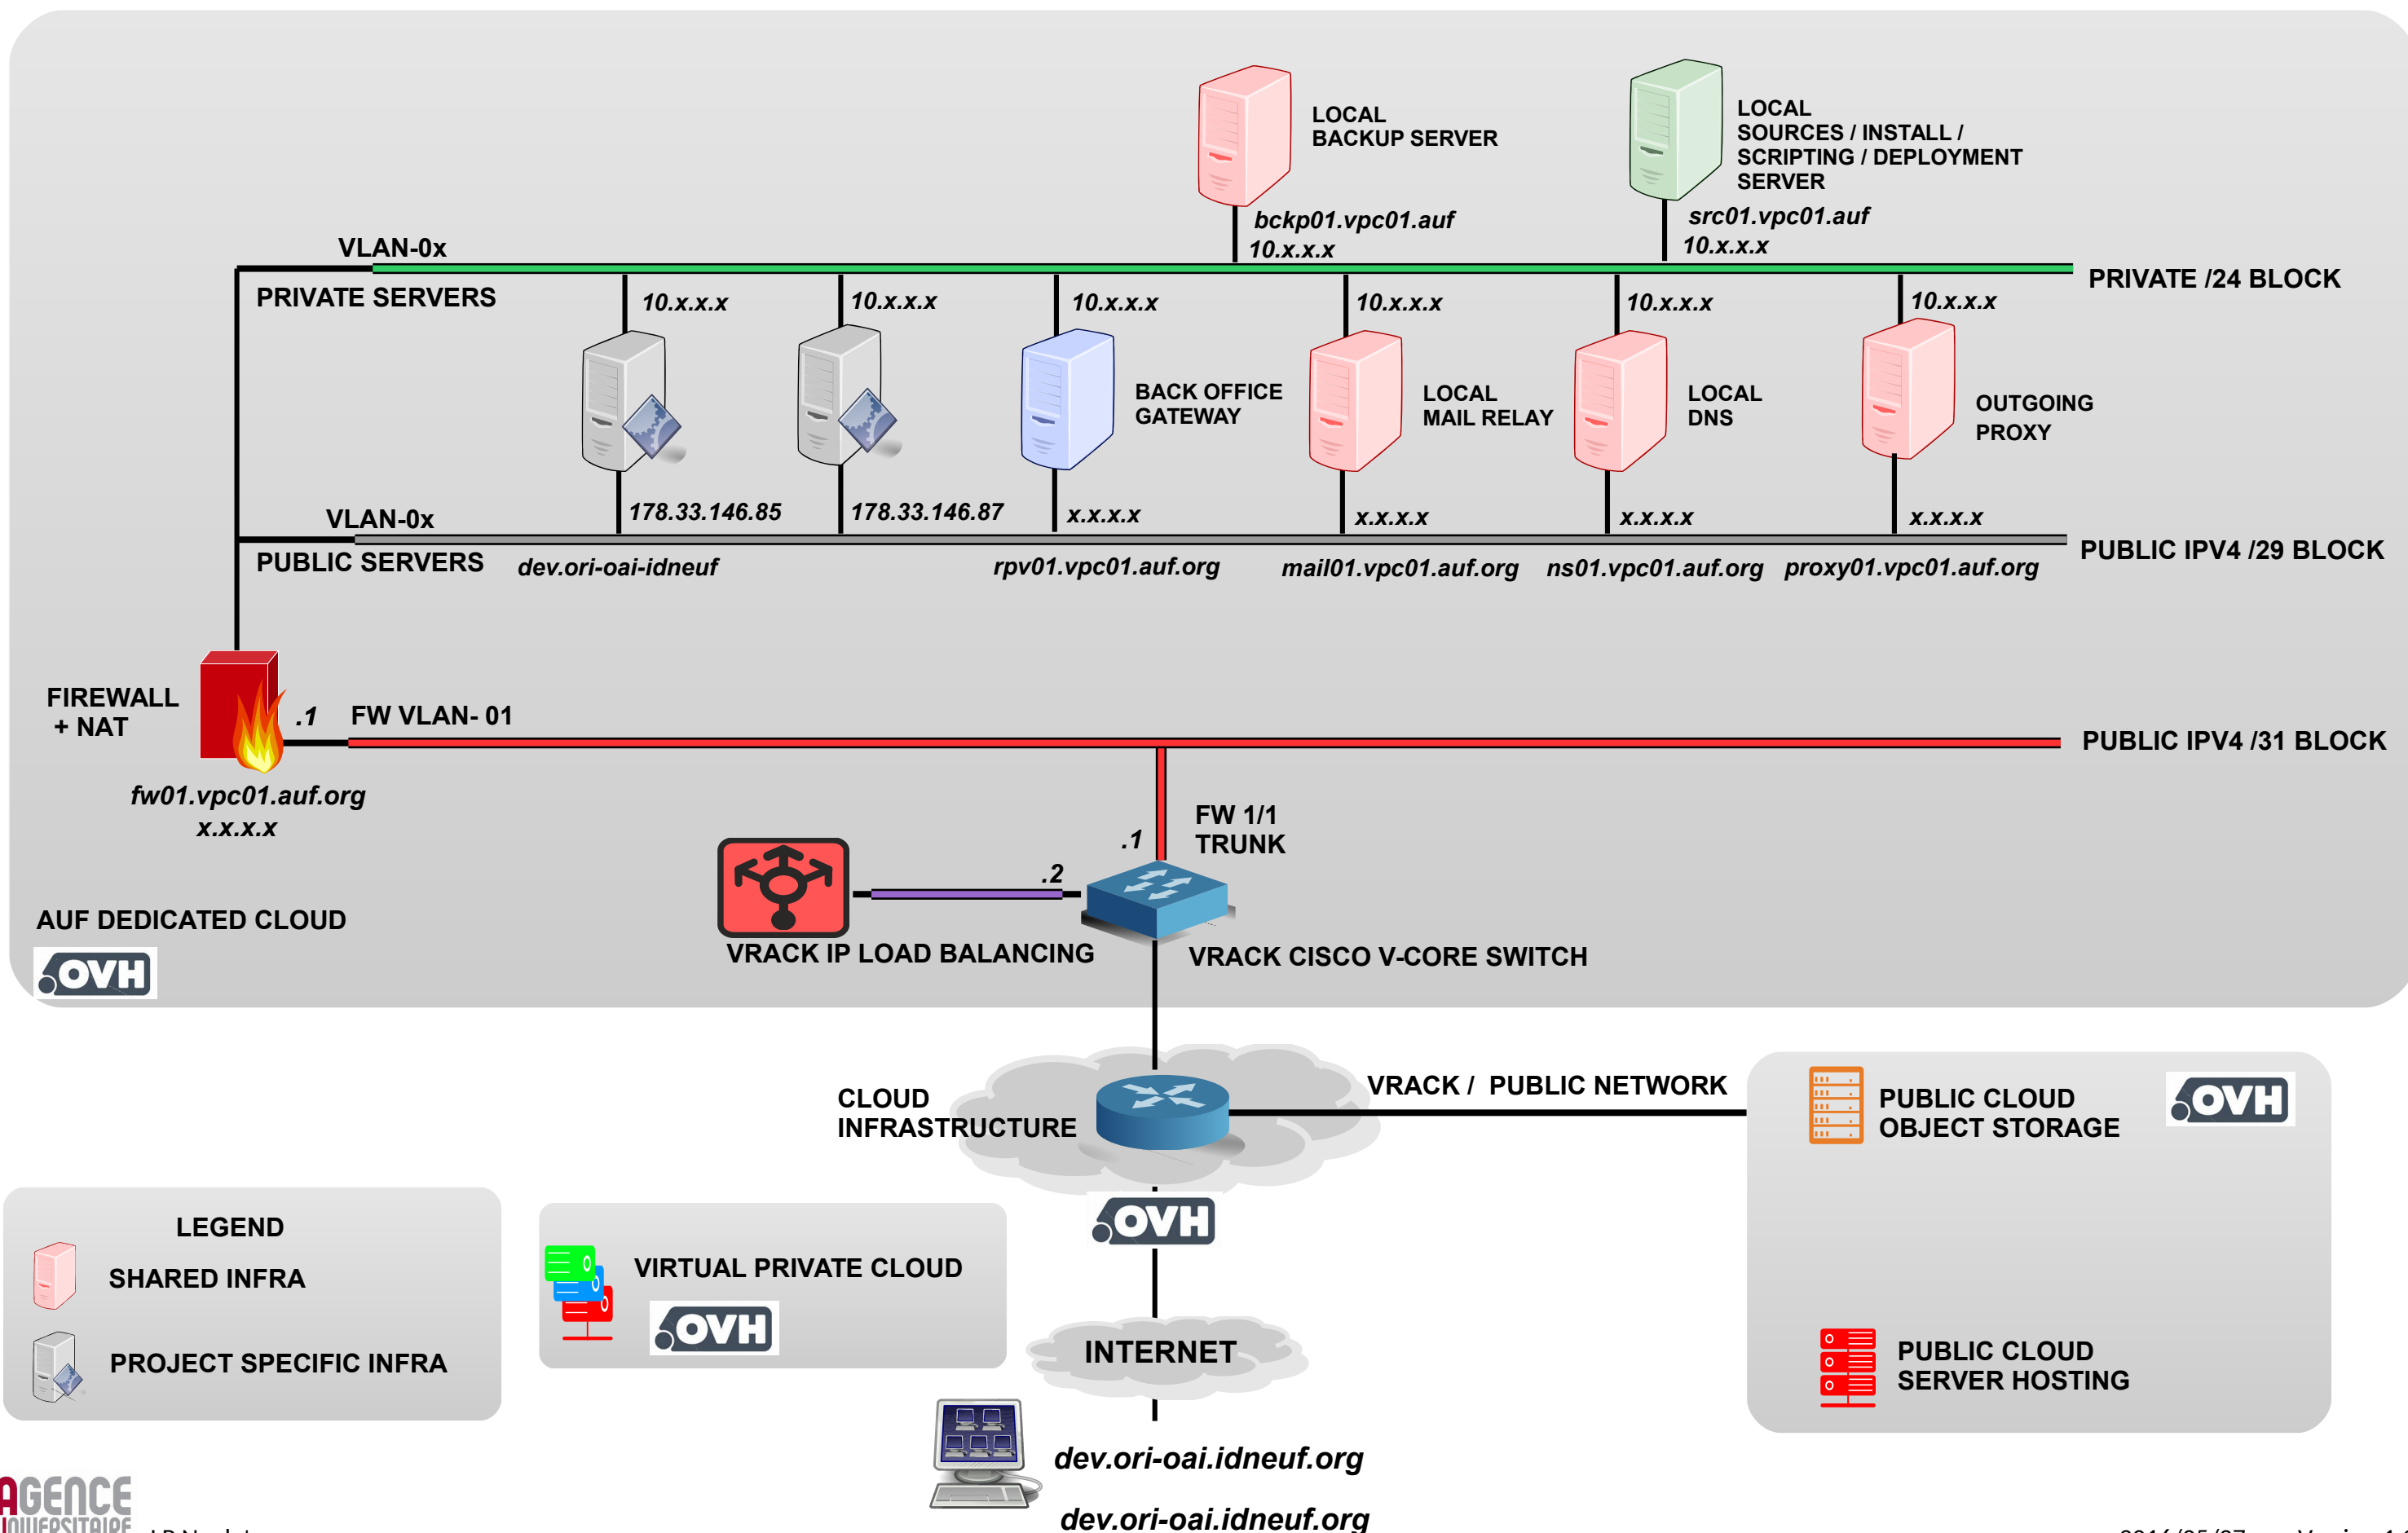 LOCAL
BACKUP SERVER
LOCAL
SOURCES / INSTALL /
SCRIPTING / DEPLOYMENT
SERVER
bckp01.vpc01.auf
10.x.x.x
src01.vpc01.auf
10.x.x.x
VLAN-0x
PRIVATE SERVERS
PRIVATE /24 BLOCK
10.x.x.x
10.x.x.x
10.x.x.x
10.x.x.x
10.x.x.x
10.x.x.x
BACK OFFICE
GATEWAY
LOCAL
MAIL RELAY
LOCAL
DNS
OUTGOING
PROXY
178.33.146.85
178.33.146.87
x.x.x.x
x.x.x.x
x.x.x.x
x.x.x.x
VLAN-0x
PUBLIC SERVERS
PUBLIC IPV4 /29 BLOCK
dev.ori-oai-idneuf
rpv01.vpc01.auf.org
mail01.vpc01.auf.org
ns01.vpc01.auf.org
proxy01.vpc01.auf.org
FIREWALL
+ NAT
.1
FW VLAN- 01
PUBLIC IPV4 /31 BLOCK
fw01.vpc01.auf.org
x.x.x.x
FW 1/1
TRUNK
.1
.2
VRACK IP LOAD BALANCING
VRACK CISCO V-CORE SWITCH
AUF DEDICATED CLOUD
OVH
CLOUD
INFRASTRUCTURE
VRACK / PUBLIC NETWORK
PUBLIC CLOUD
OBJECT STORAGE
OVH
OVH
LEGEND
SHARED INFRA
PROJECT SPECIFIC INFRA
VIRTUAL PRIVATE CLOUD
OVH
INTERNET
PUBLIC CLOUD
SERVER HOSTING
dev.ori-oai.idneuf.org
dev.ori-oai.idneuf.org
AGENCE
UNIVERSITAIRE